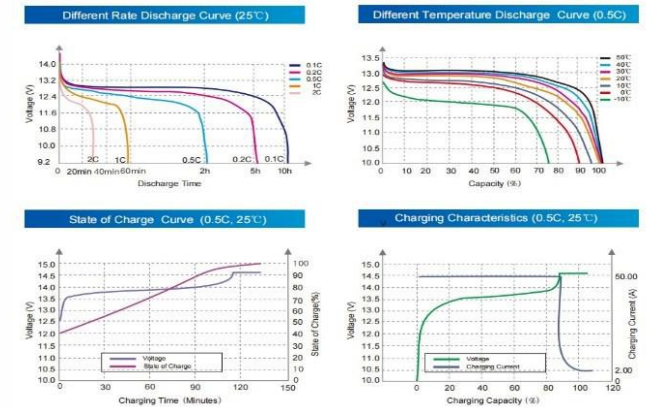 Different Rate Discharge Curve (25℃)
Voltage (V)
14.0
13.2
12.4
11.6
10.8
10.0
9.2
0.1C
0.2C
0.5C
1C
2C
2C 1C 0.5C 0.2C 0.1C
0 20min 40min 60min 2h 5h 10h
Discharge Time
Different Temperature Discharge Curve (0.5C)
Voltage (V)
13.5
13.0
12.5
12.0
11.5
11.0
10.5
10.0
50℃
40℃
30℃
20℃
10℃
0℃
-10℃
0 10 20 30 40 50 60 70 80 90 100
Capacity (%)
State of Charge Curve (0.5C, 25℃)
Voltage (V)
15.0
14.5
14.0
13.5
13.0
12.5
12.0
11.5
11.0
10.5
10.0
100
90
80
70
60
50
40
30
20
10
0
State of Charge(%)
Voltage
State of Charge
0 30 60 90 120 150
Charging Time (Minutes)
Charging Characteristics (0.5C, 25℃)
Voltage (V)
15.0
14.5
14.0
13.5
13.0
12.5
12.0
11.5
11.0
10.5
10.0
50.00
2.00
0
Charging Current (A)
Voltage
Charging Current
0 20 40 60 80 100 120
Charging Capacity (%)